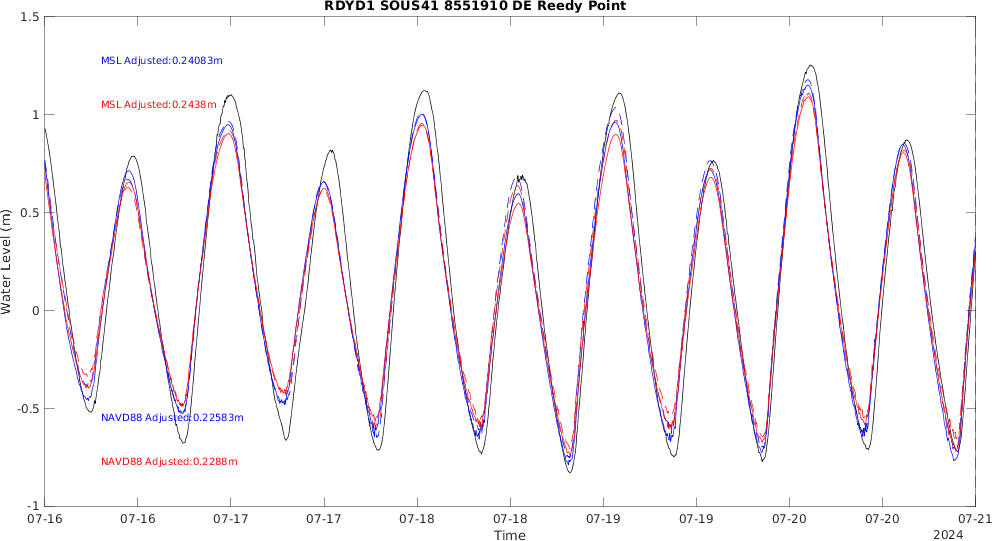 RDYD1 SOUS41 8551910 DE Reedy Point
1.5
MSL Adjusted:0.24083m
MSL Adjusted:0.2438m
1
0.5
Water Level (m)
0
-0.5
NAVD88 Adjusted:0.22583m
NAVD88 Adjusted:0.2288m
-1
07-16 07-16 07-17 07-17 07-18 07-18 07-19 07-19 07-20 07-20 07-21
Time
2024